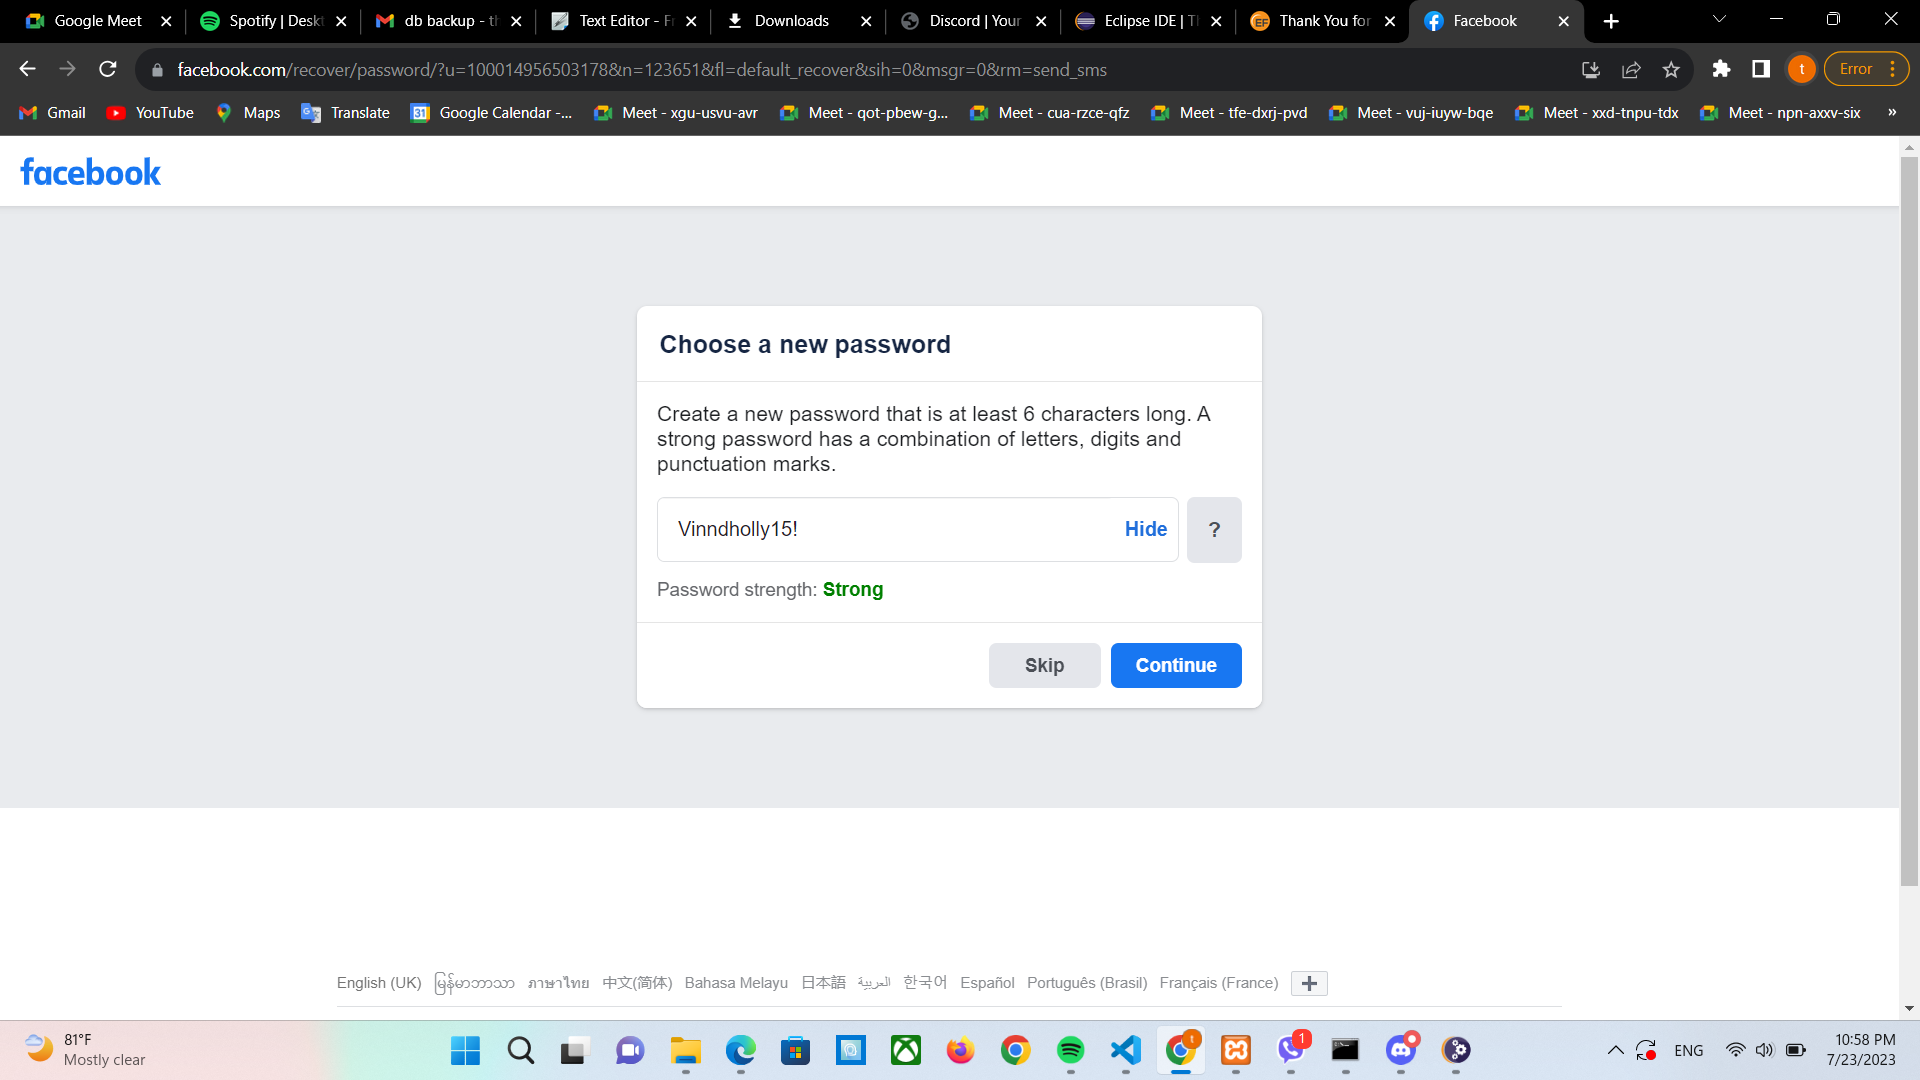 Google Meet
Spotify | Deskt
db backup - th
Text Editor - Fr
Downloads
Discord | Your
Eclipse IDE | Th
Thank You for
Facebook
facebook.com/recover/password/?u=100014956503178&n=123651&fl=default_recover&sih=0&msgr=0&rm=send_sms
t
Error
Gmail
YouTube
Maps
Translate
31
Google Calendar -...
Meet - xgu-usvu-avr
Meet - qot-pbew-g...
Meet - cua-rzce-qfz
Meet - tfe-dxrj-pvd
Meet - vuj-iuyw-bqe
Meet - xxd-tnpu-tdx
Meet - npn-axxv-six
»
facebook
Choose a new password
Create a new password that is at least 6 characters long. A
strong password has a combination of letters, digits and
punctuation marks.
Vinndholly15!
Hide
?
Password strength: Strong
Skip
Continue
English (UK) မြန်မာဘာသာ ภาษาไทย 中文(简体) Bahasa Melayu 日本語 العربية 한국어 Español Português (Brasil) Français (France) +
81°F
Mostly clear
t
1
ENG
10:58 PM
7/23/2023